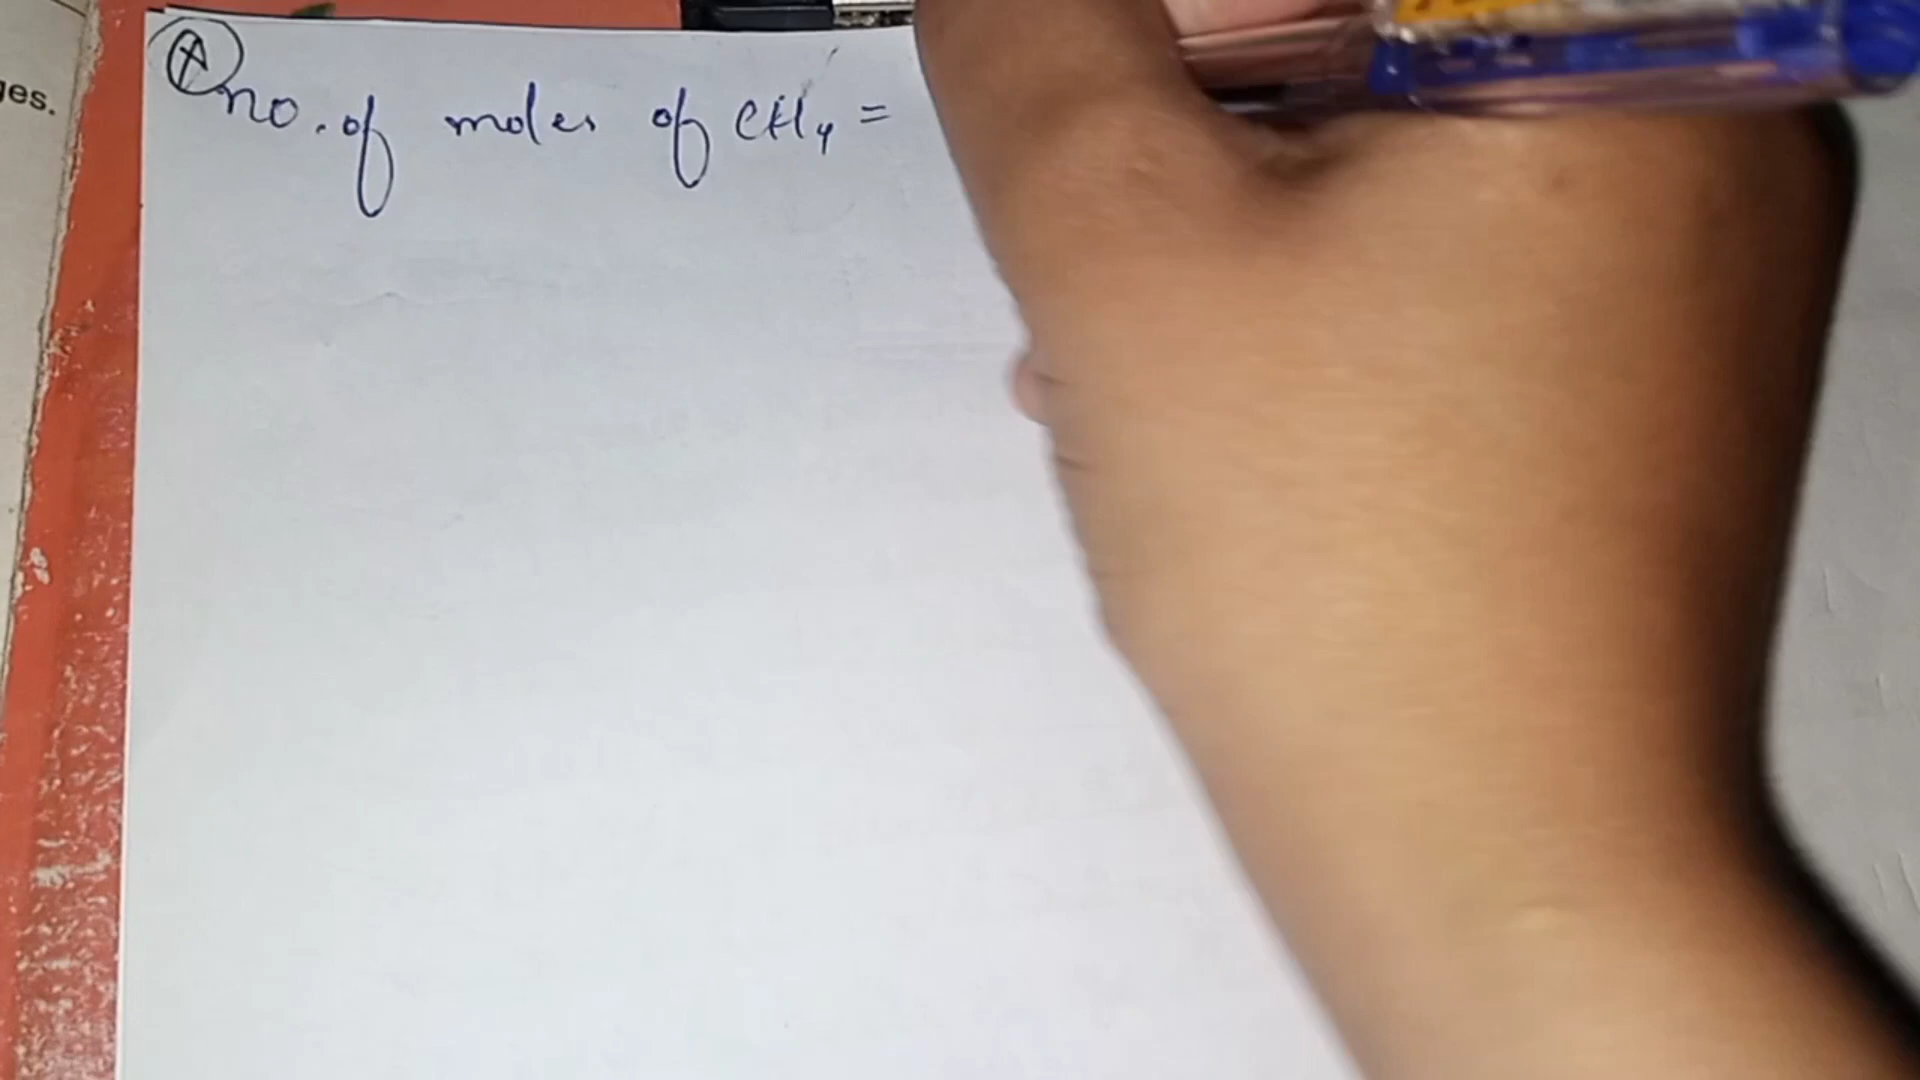 ges.
A
no. of moles of CH4 =